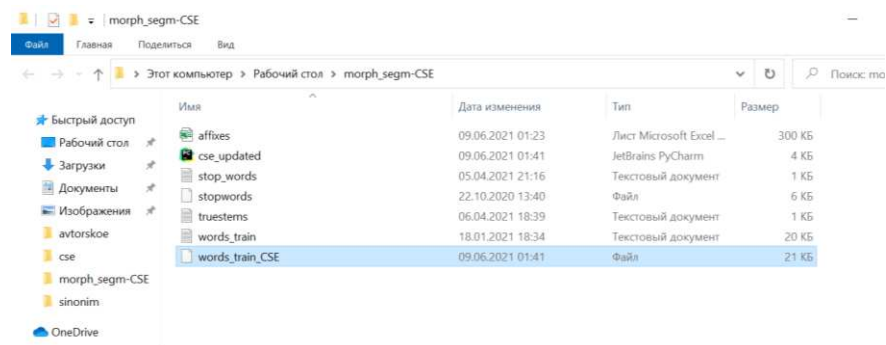 morph_segm-CSE
Файл Главная Поделиться Вид
Этот компьютер > Рабочий стол > morph_segm-CSE Поиск: mo
Имя Дата изменения Тип Размер
Быстрый доступ
Рабочий стол
Загрузки
Документы
Изображения
avtorskoe
cse
morph_segm-CSE
sinonim
OneDrive
affixes 09.06.2021 01:23 Лист Microsoft Excel ... 300 КБ
cse_updated 09.06.2021 01:41 JetBrains PyCharm 4 КБ
stop_words 05.04.2021 21:16 Текстовый документ 1 КБ
stopwords 22.10.2020 13:40 Файл 6 КБ
truestems 06.04.2021 18:39 Текстовый документ 1 КБ
words_train 18.01.2021 18:34 Текстовый документ 20 КБ
words_train_CSE 09.06.2021 01:41 Файл 21 КБ